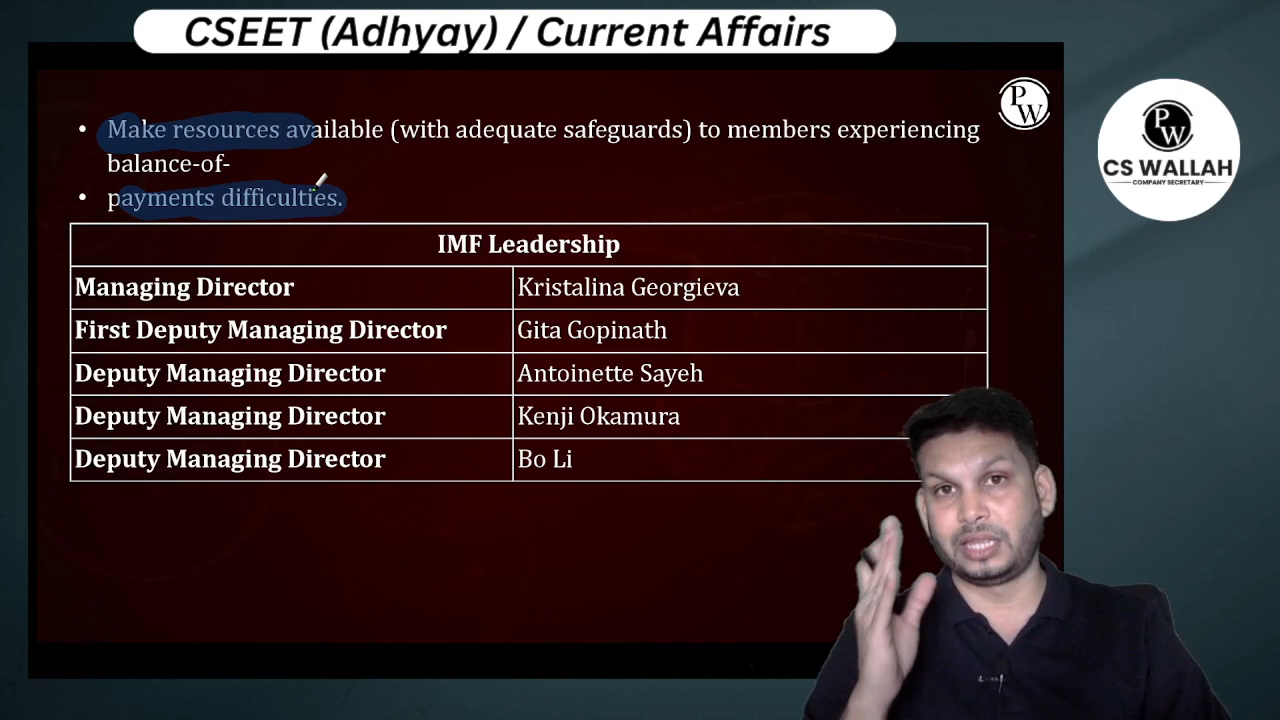 CSEET (Adhyay) / Current Affairs
PW
• Make resources available (with adequate safeguards) to members experiencing
balance-of-
• payments difficulties.
PW
CS WALLAH
COMPANY SECRETARY
IMF Leadership
Managing Director Kristalina Georgieva
First Deputy Managing Director Gita Gopinath
Deputy Managing Director Antoinette Sayeh
Deputy Managing Director Kenji Okamura
Deputy Managing Director Bo Li